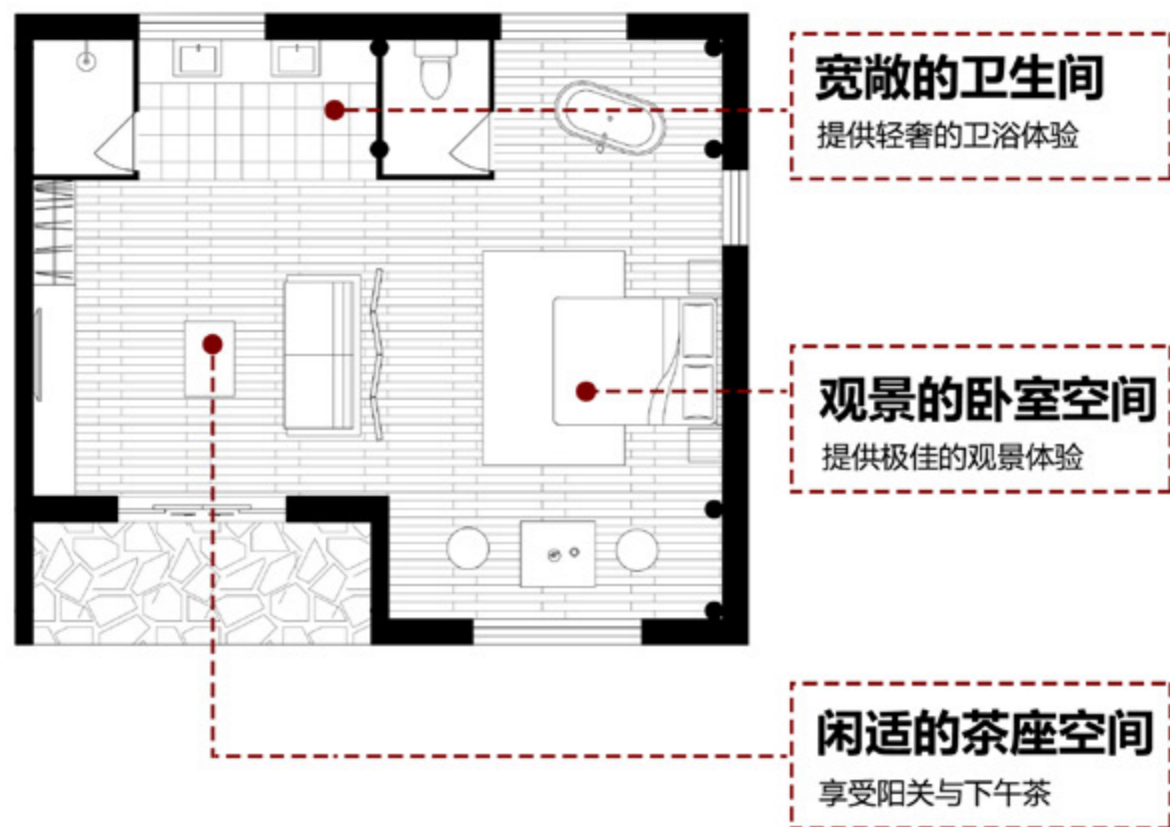 宽敞的卫生间
提供轻奢的卫浴体验
观景的卧室空间
提供极佳的观景体验
闲适的茶座空间
享受阳关与下午茶